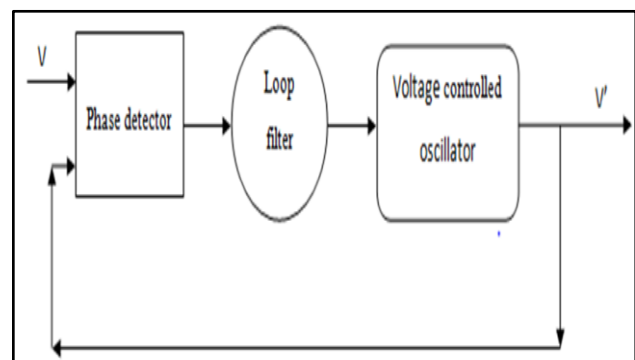 V
Phase detector
Loop
filter
Voltage controlled
oscillator
V'